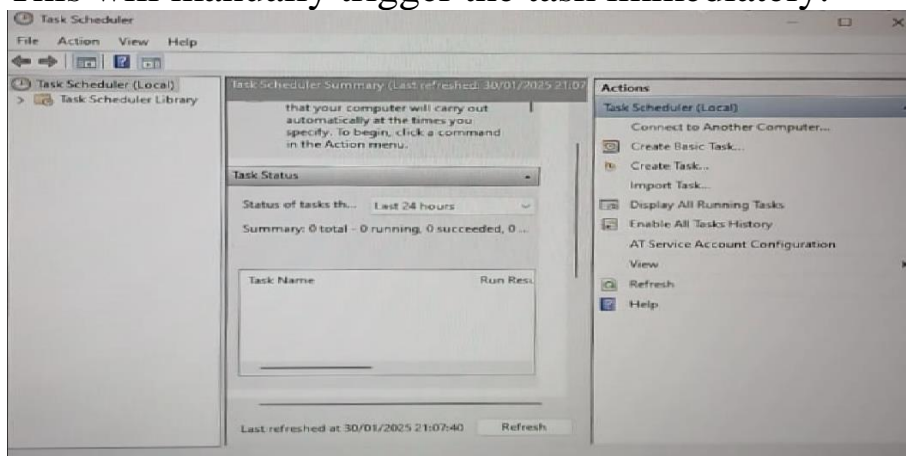 This will manually trigger the task immediately.
Task Scheduler
File Action View Help
Task Scheduler (Local)
Task Scheduler Library
Task Scheduler Summary (Last refreshed: 30/01/2025 21:07
that your computer will carry out
automatically at the times you
specify. To begin, click a command
in the Action menu.
Task Status
Status of tasks th... Last 24 hours
Summary: 0 total - 0 running, 0 succeeded, 0 ...
Task Name Run Resu
Last refreshed at 30/01/2025 21:07:40 Refresh
Actions
Task Scheduler (Local)
Connect to Another Computer...
Create Basic Task...
Create Task...
Import Task...
Display All Running Tasks
Enable All Tasks History
AT Service Account Configuration
View
Refresh
Help